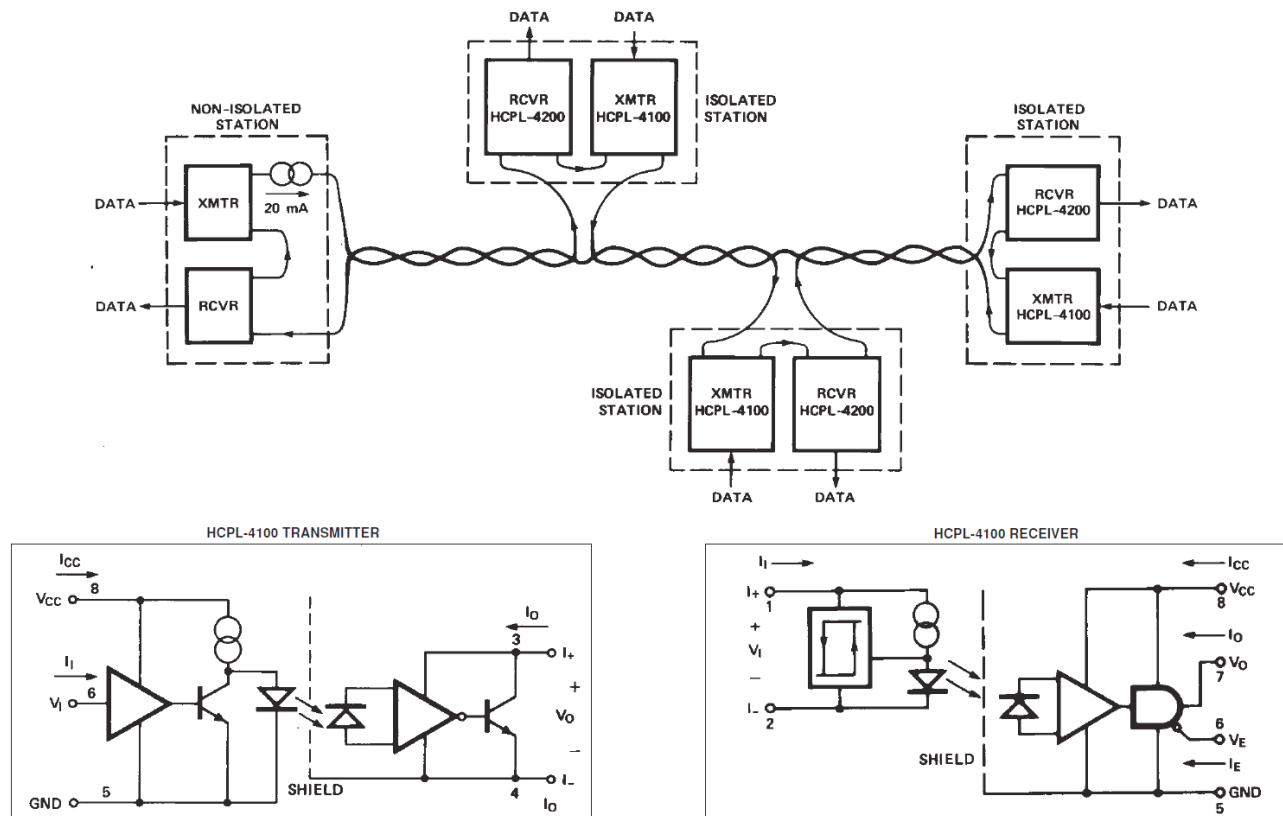 DATA
DATA
RCVR
HCPL-4200
XMTR
HCPL-4100
ISOLATED
STATION
NON-ISOLATED
STATION
DATA
XMTR
20 mA
DATA
RCVR
ISOLATED
STATION
RCVR
HCPL-4200
DATA
XMTR
HCPL-4100
DATA
ISOLATED
STATION
XMTR
HCPL-4100
RCVR
HCPL-4200
DATA
DATA
HCPL-4100 TRANSMITTER
ICC
8
VCC
II
VI
6
5
GND
SHIELD
IO
3
I+
+
VO
−
I−
4
IO
HCPL-4100 RECEIVER
II
I+
1
+
VI
−
I−
2
SHIELD
ICC
VCC
8
IO
VO
7
6
VE
IE
GND
5